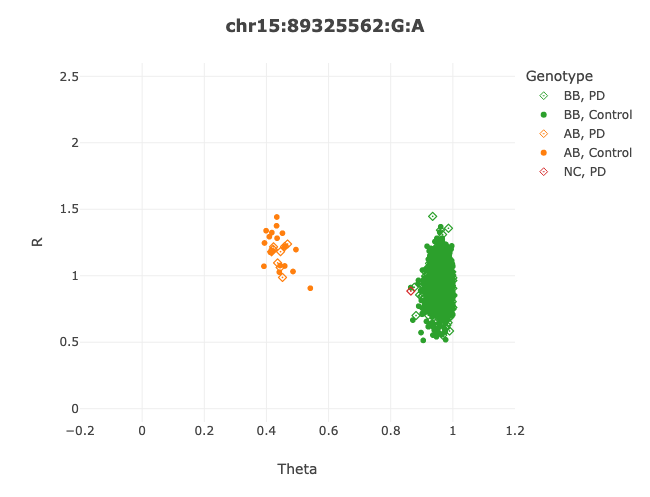 chr15:89325562:G:A
Genotype
BB, PD
BB, Control
AB, PD
AB, Control
NC, PD
2.5
2
1.5
1
0.5
0
R
−0.2
0
0.2
0.4
0.6
0.8
1
1.2
Theta